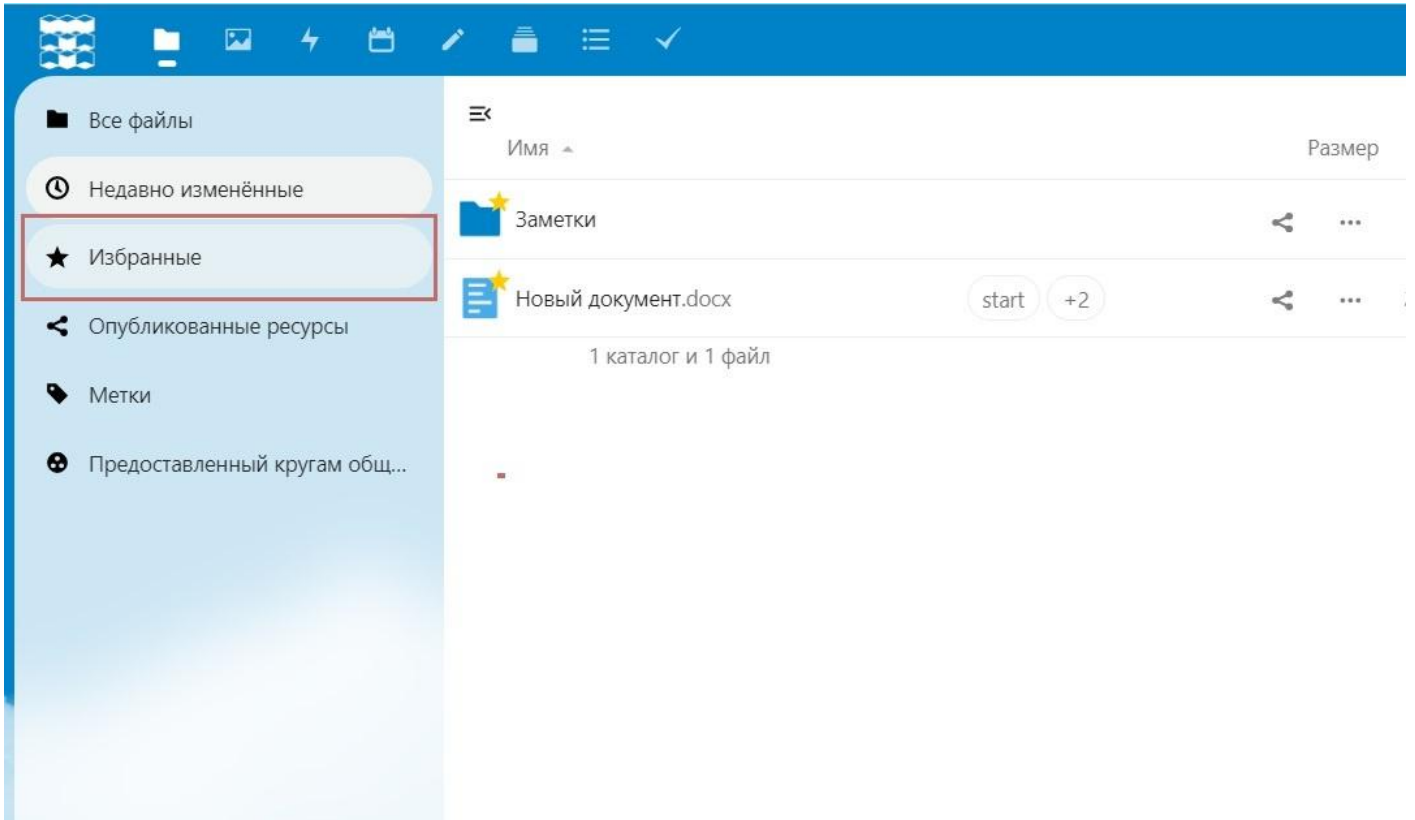 Все файлы
Недавно изменённые
Избранные
Опубликованные ресурсы
Метки
Предоставленный кругам общ...
Имя
Размер
Заметки
Новый документ.docx
start
+2
1 каталог и 1 файл